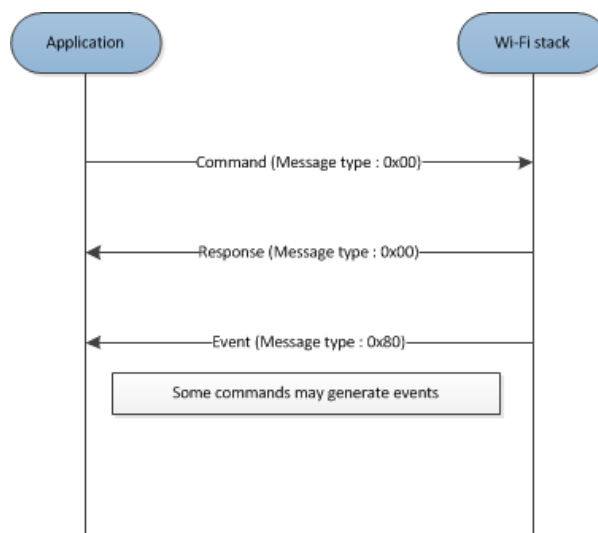 Application
Wi-Fi stack
Command (Message type : 0x00)
Response (Message type : 0x00)
Event (Message type : 0x80)
Some commands may generate events